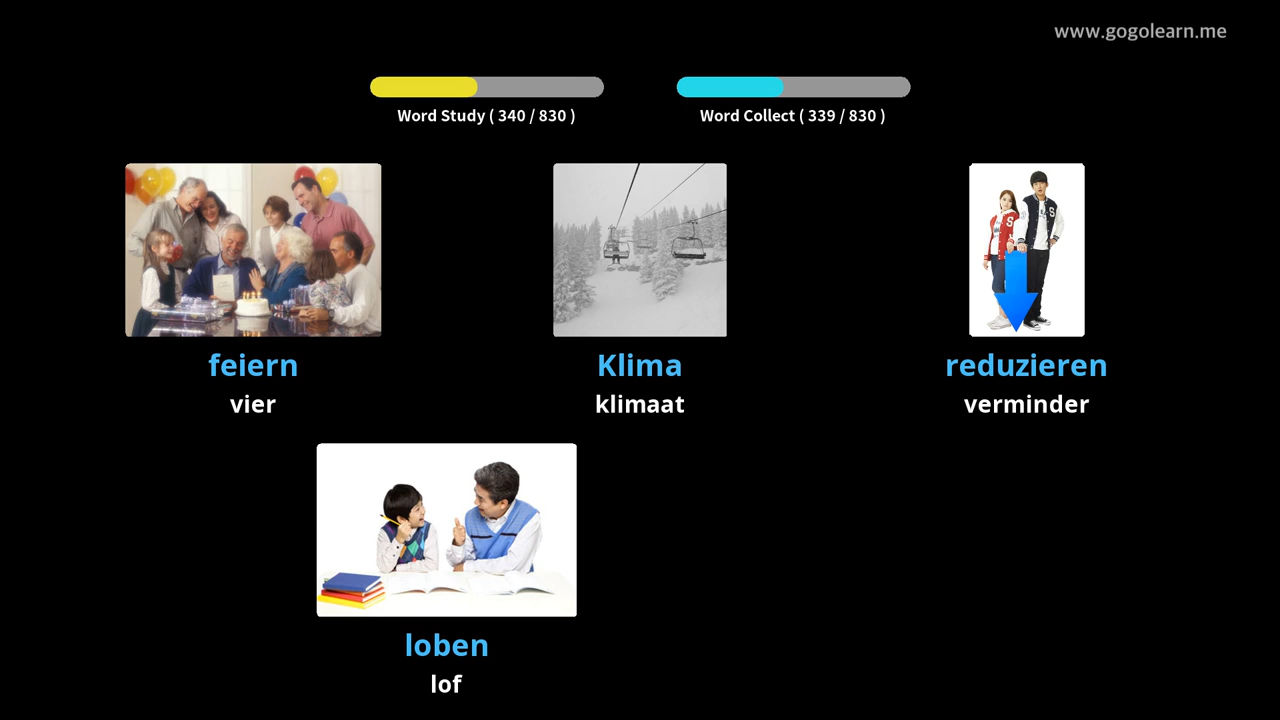 www.gogolearn.me
Word Study ( 340 / 830 )
Word Collect ( 339 / 830 )
feiern
vier
Klima
klimaat
reduzieren
verminder
loben
lof